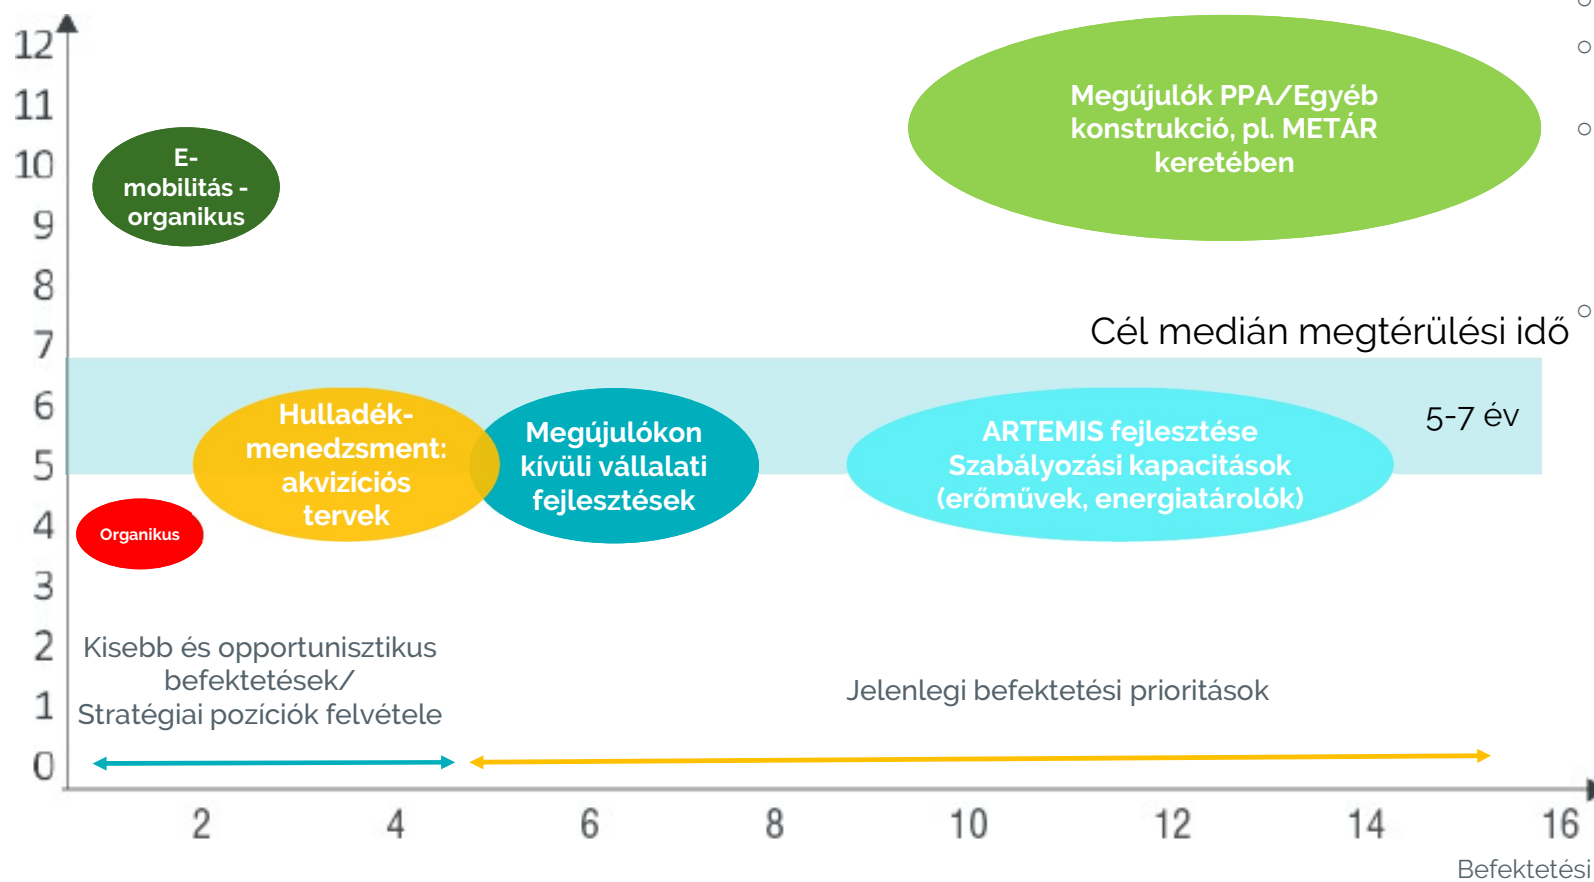 12
11
10
9
8
7
6
5
4
3
2
1
0
E-
mobilitás -
organikus
Megújulók PPA/Egyéb
konstrukció, pl. METÁR
keretében
Cél medián megtérülési idő
5-7 év
Hulladék-
menedzsment:
akvizíciós
tervek
Megújulókon
kívüli vállalati
fejlesztések
ARTEMIS fejlesztése
Szabályozási kapacitások
(erőművek, energiatárolók)
Organikus
Kisebb és opportunisztikus
befektetések/
Stratégiai pozíciók felvétele
Jelenlegi befektetési prioritások
2 4 6 8 10 12 14 16
Befektetési